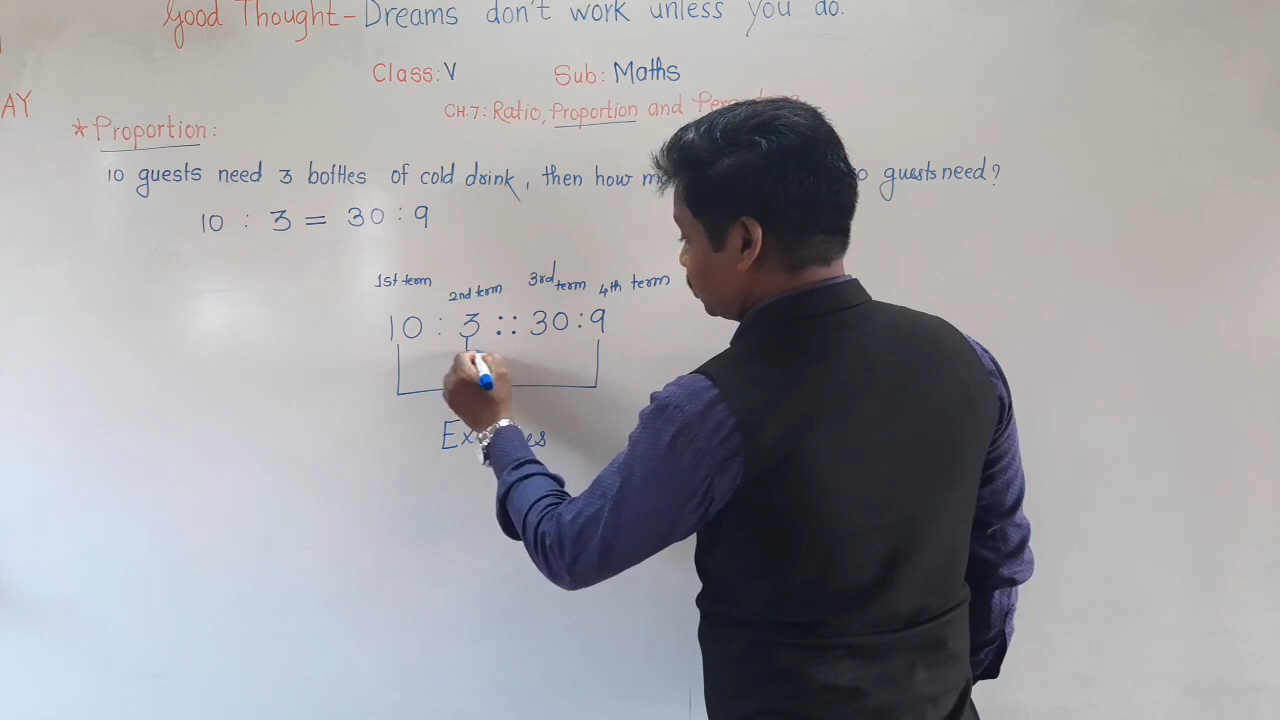 Good Thought- Dreams don't work unless you do.
Class: V Sub: Maths
AY
CH.7: Ratio, Proportion and
* Proportion:
10 guests need 3 bottles of cold drink, then how guests need?
10 : 3 = 30 : 9
1st term 2nd term 3rd term 4th term
10 : 3 :: 30 : 9